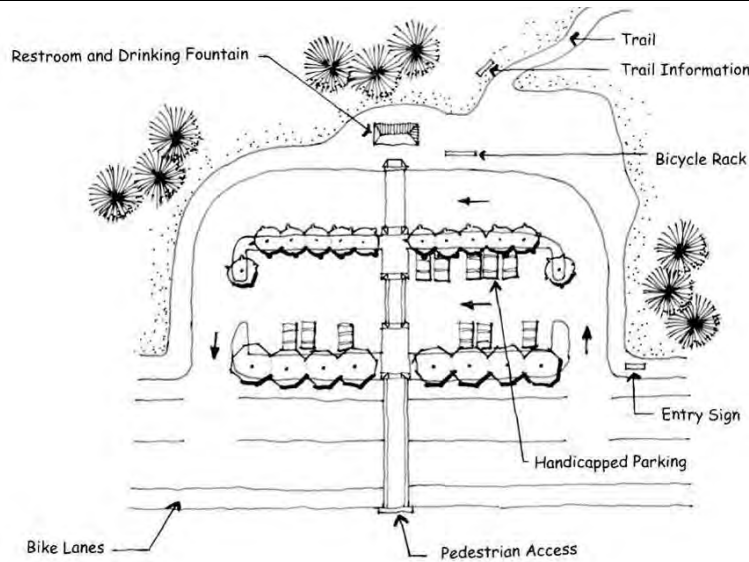 Trail
Restroom and Drinking Fountain
Trail Information
Bicycle Rack
Entry Sign
Handicapped Parking
Bike Lanes
Pedestrian Access